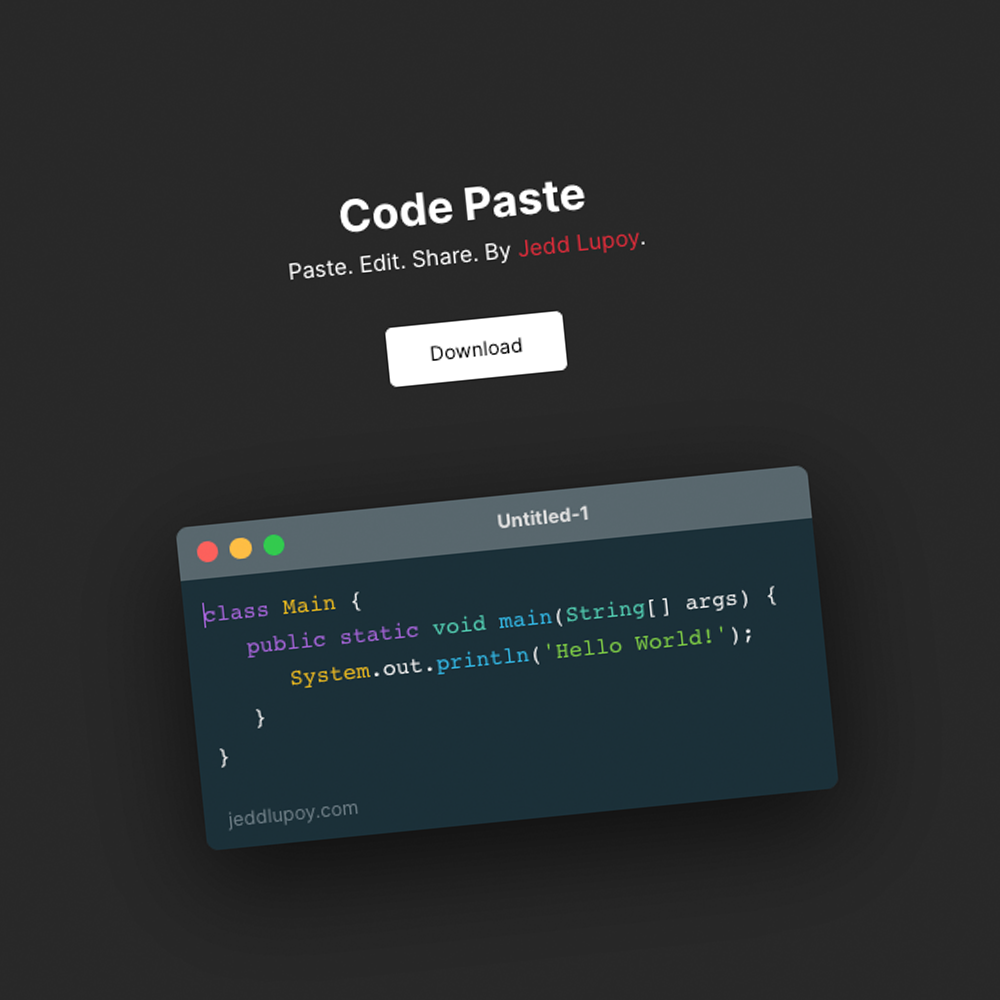 Code Paste
Paste. Edit. Share. By Jedd Lupoy.
Download
Untitled-1
class Main {
public static void main(String[] args) {
System.out.println('Hello World!');
}
}
jeddlupoy.com